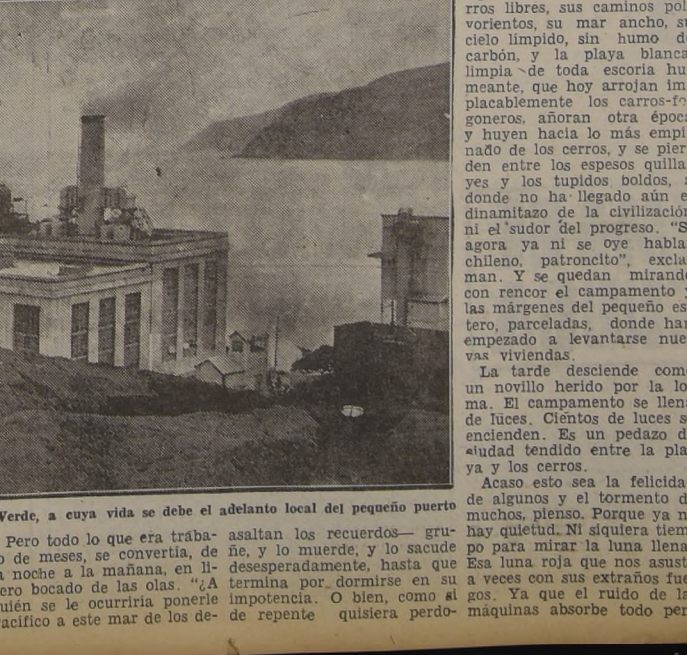 Verde, a cuya vida se debe el adelanto local del pequeño puerto
Pero todo lo que era traba-
o de meses, se convertía, de
a noche a la mañana, en li-
ero bocado de las olas. "¿A
uién se le ocurriría ponerle
acífico a este mar de los de-
asaltan los recuerdos— gru-
ñe, y lo muerde, y lo sacude
desesperadamente, hasta que
termina por dormirse en su
impotencia. O bien, como si
de repente quisiera perdo-
rros libres, sus caminos pol
vorientos, su mar ancho, su
cielo límpido, sin humo de
carbón, y la playa blanca
limpia de toda escoria hu
meante, que hoy arrojan im
placablemente los carros-fo
goneros, añoran otra época
y huyen hacia lo más empi
nado de los cerros, y se pier
den entre los espesos quilla
yes y los tupidos boldos, a
donde no ha llegado aún e
dinamitazo de la civilización
ni el sudor del progreso. "S
agora ya ni se oye habla
chileno, patroncito", excla
man. Y se quedan mirando
con rencor el campamento y
las márgenes del pequeño es
tero, parceladas, donde han
empezado a levantarse nue
vas viviendas.
La tarde desciende com
un novillo herido por la lo
ma. El campamento se llena
de luces. Cientos de luces s
encienden. Es un pedazo d
ciudad tendido entre la pla
ya y los cerros.
Acaso esto sea la felicida
de algunos y el tormento d
muchos, pienso. Porque ya n
hay quietud. Ni siquiera tiem
po para mirar la luna llena
Esa luna roja que nos asust
a veces con sus extraños fue
gos. Ya que el ruido de la
máquinas absorbe todo per